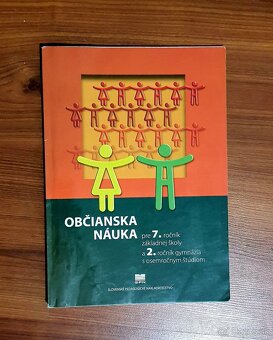 OBČIANSKA
NÁUKA
pre 7. ročník
základnej školy
a 2. ročník gymnázia
s osemročným štúdiom
SLOVENSKÉ PEDAGOGICKÉ NAKLADATEĽSTVO